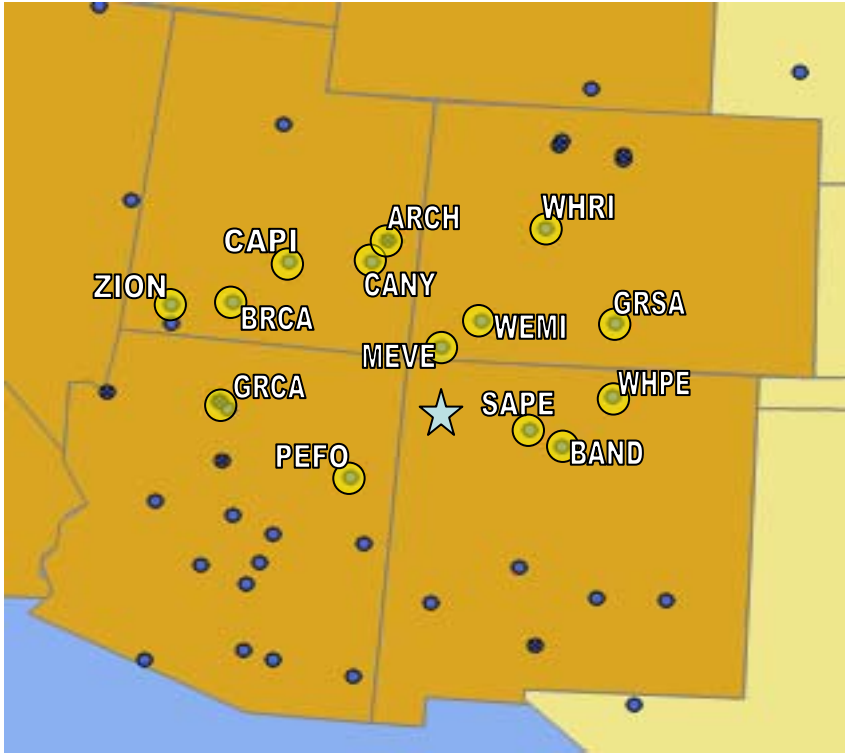 ARCH
WHRI
CAPI
CANY
ZION
BRCA
GRSA
WEMI
MEVE
GRCA
WHPE
SAPE
PEFO
BAND